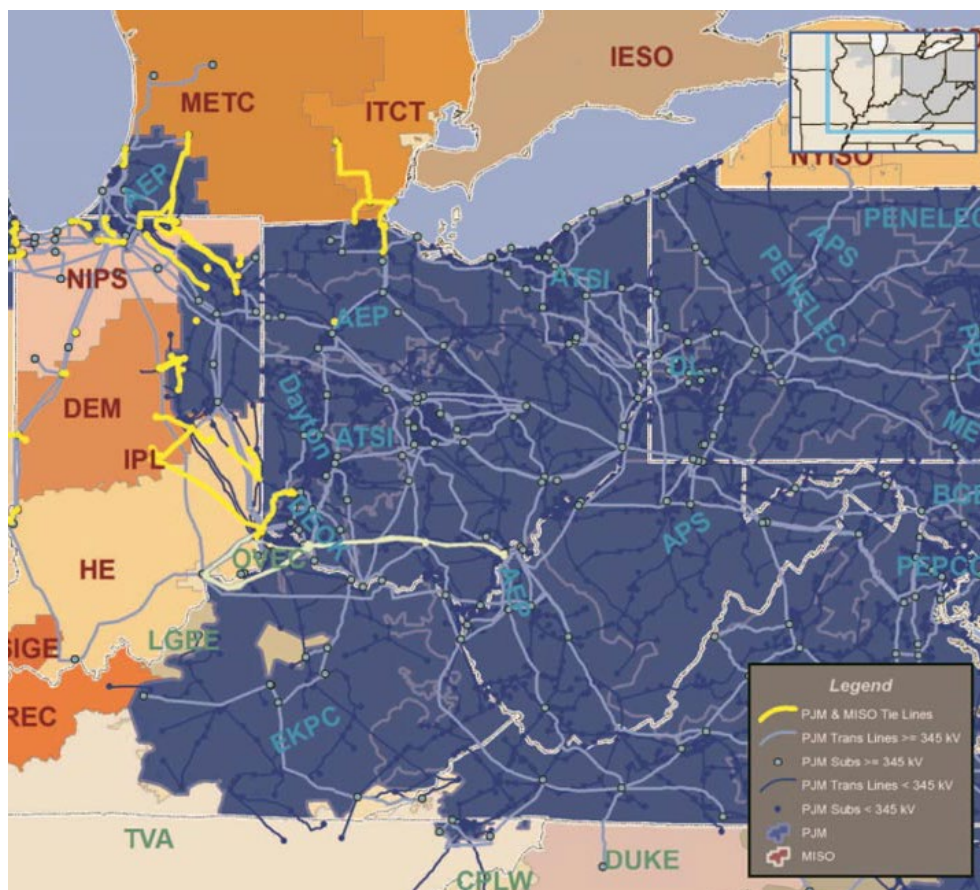 METC
ITCT
IESO
NYISO
AEP
NIPS
PENELEC
APS
PENELEC
ATSI
AEP
DL
DEM
Dayton
ATSI
IPL
DEOK
OVEC
HE
APS
PEPCO
AEP
LGEE
SIGE
REC
EKPC
TVA
CPLW
DUKE
Legend
PJM & MISO Tie Lines
PJM Trans Lines >= 345 kV
PJM Subs >= 345 kV
PJM Trans Lines < 345 kV
PJM Subs < 345 kV
PJM
MISO